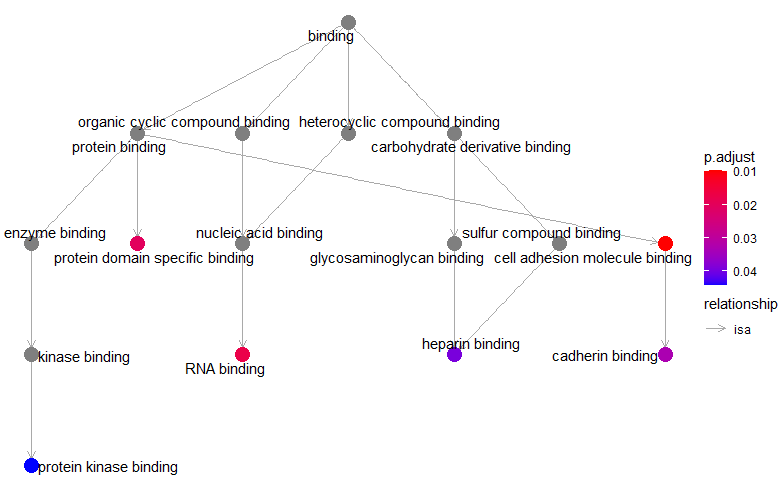 binding
organic cyclic compound binding
heterocyclic compound binding
protein binding
carbohydrate derivative binding
p.adjust
0.01
0.02
0.03
0.04
enzyme binding
nucleic acid binding
sulfur compound binding
protein domain specific binding
glycosaminoglycan binding
cell adhesion molecule binding
relationship
isa
kinase binding
RNA binding
heparin binding
cadherin binding
protein kinase binding